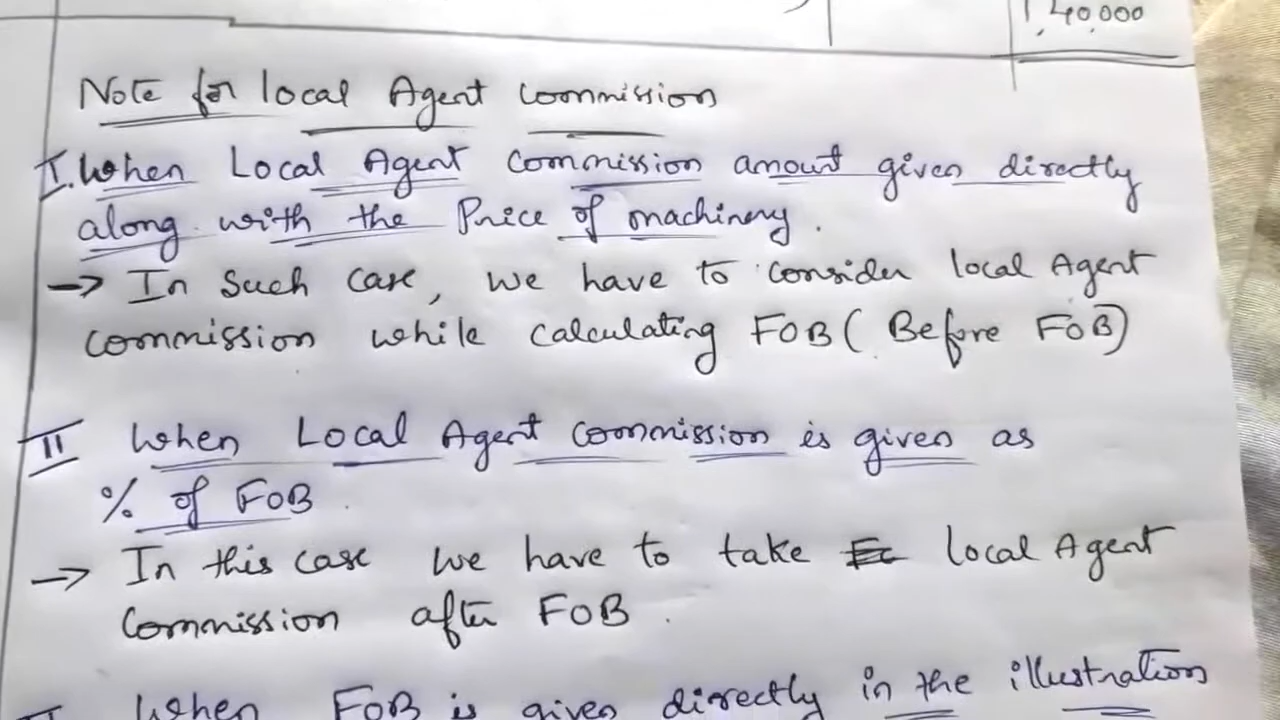 1,40,000
Note for local Agent Commission
I. When Local Agent Commission amount given directly
along with the Price of machinery.
→ In Such Case, we have to consider local Agent
commission while calculating FOB (Before FOB)
II When Local Agent Commission is given as
% of FOB.
→ In this case we have to take local Agent
Commission after FOB.
When FOB is given directly in the illustration